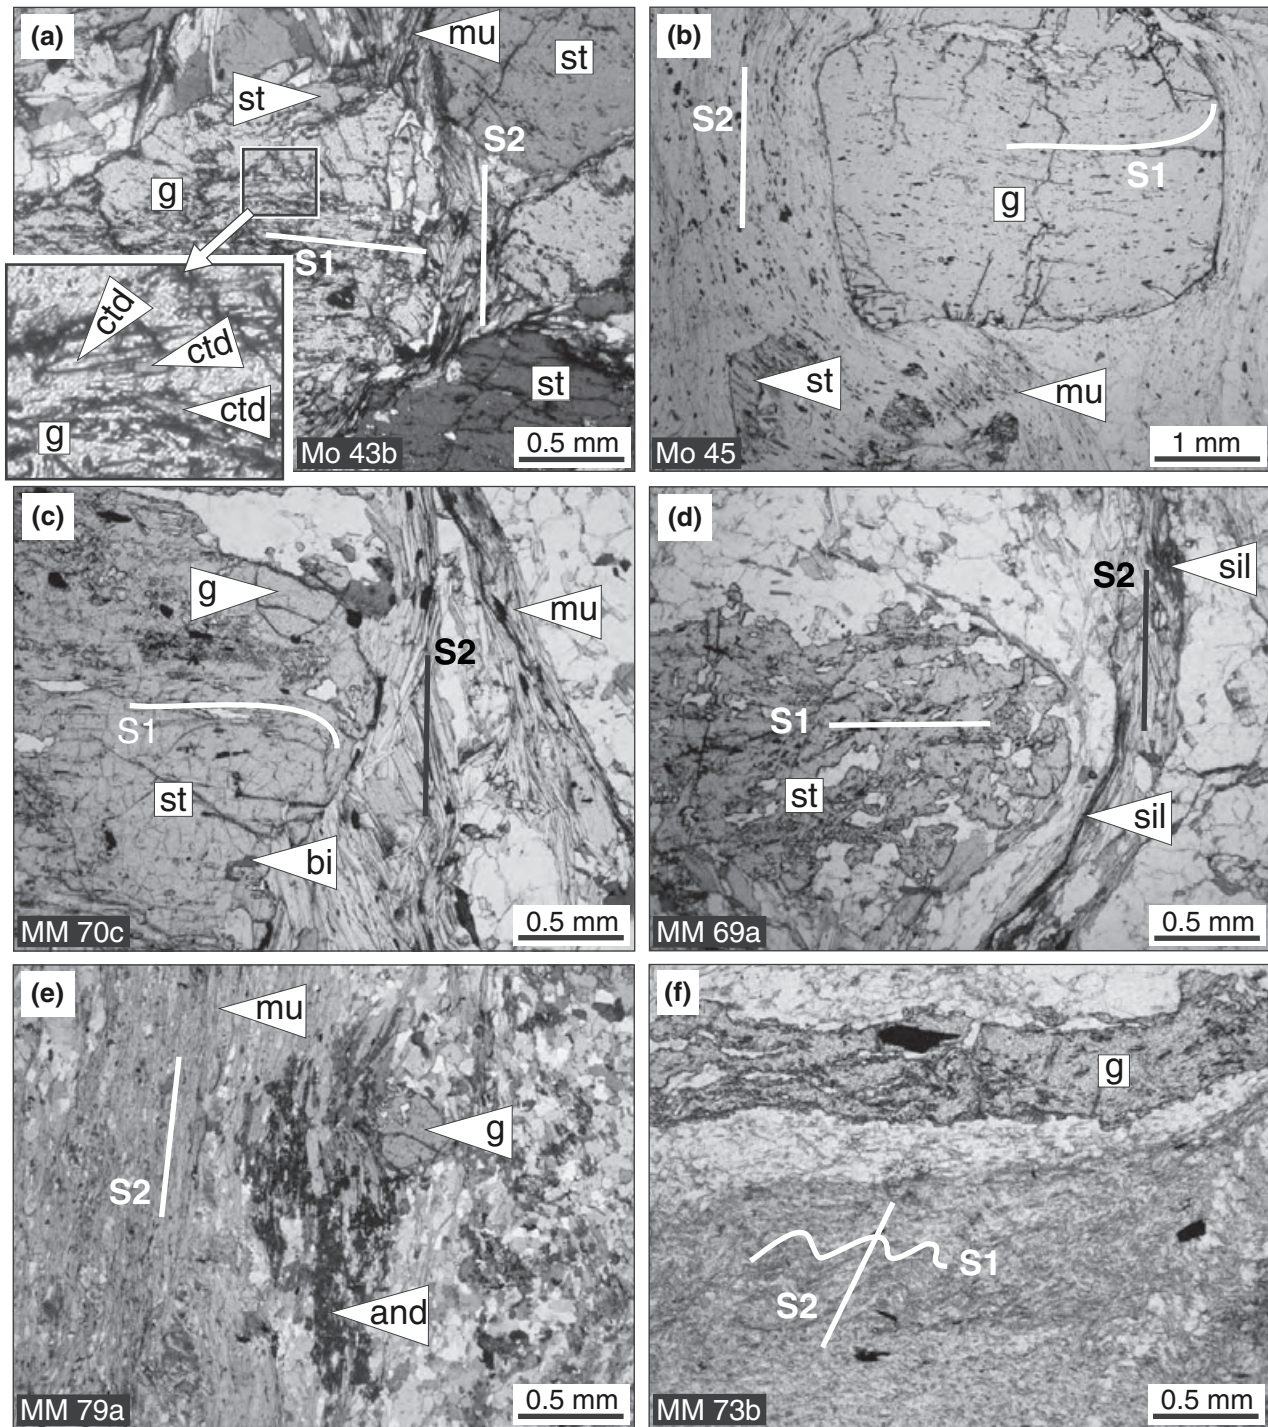 (a)
mu
st
st
S2
g
S1
ctd
ctd
ctd
g
st
Mo 43b
0.5 mm
(b)
S2
S1
g
st
mu
Mo 45
1 mm
(c)
g
mu
S2
S1
st
bi
MM 70c
0.5 mm
(d)
S2
sil
S1
st
sil
MM 69a
0.5 mm
(e)
mu
g
S2
and
MM 79a
0.5 mm
(f)
g
S1
S2
MM 73b
0.5 mm